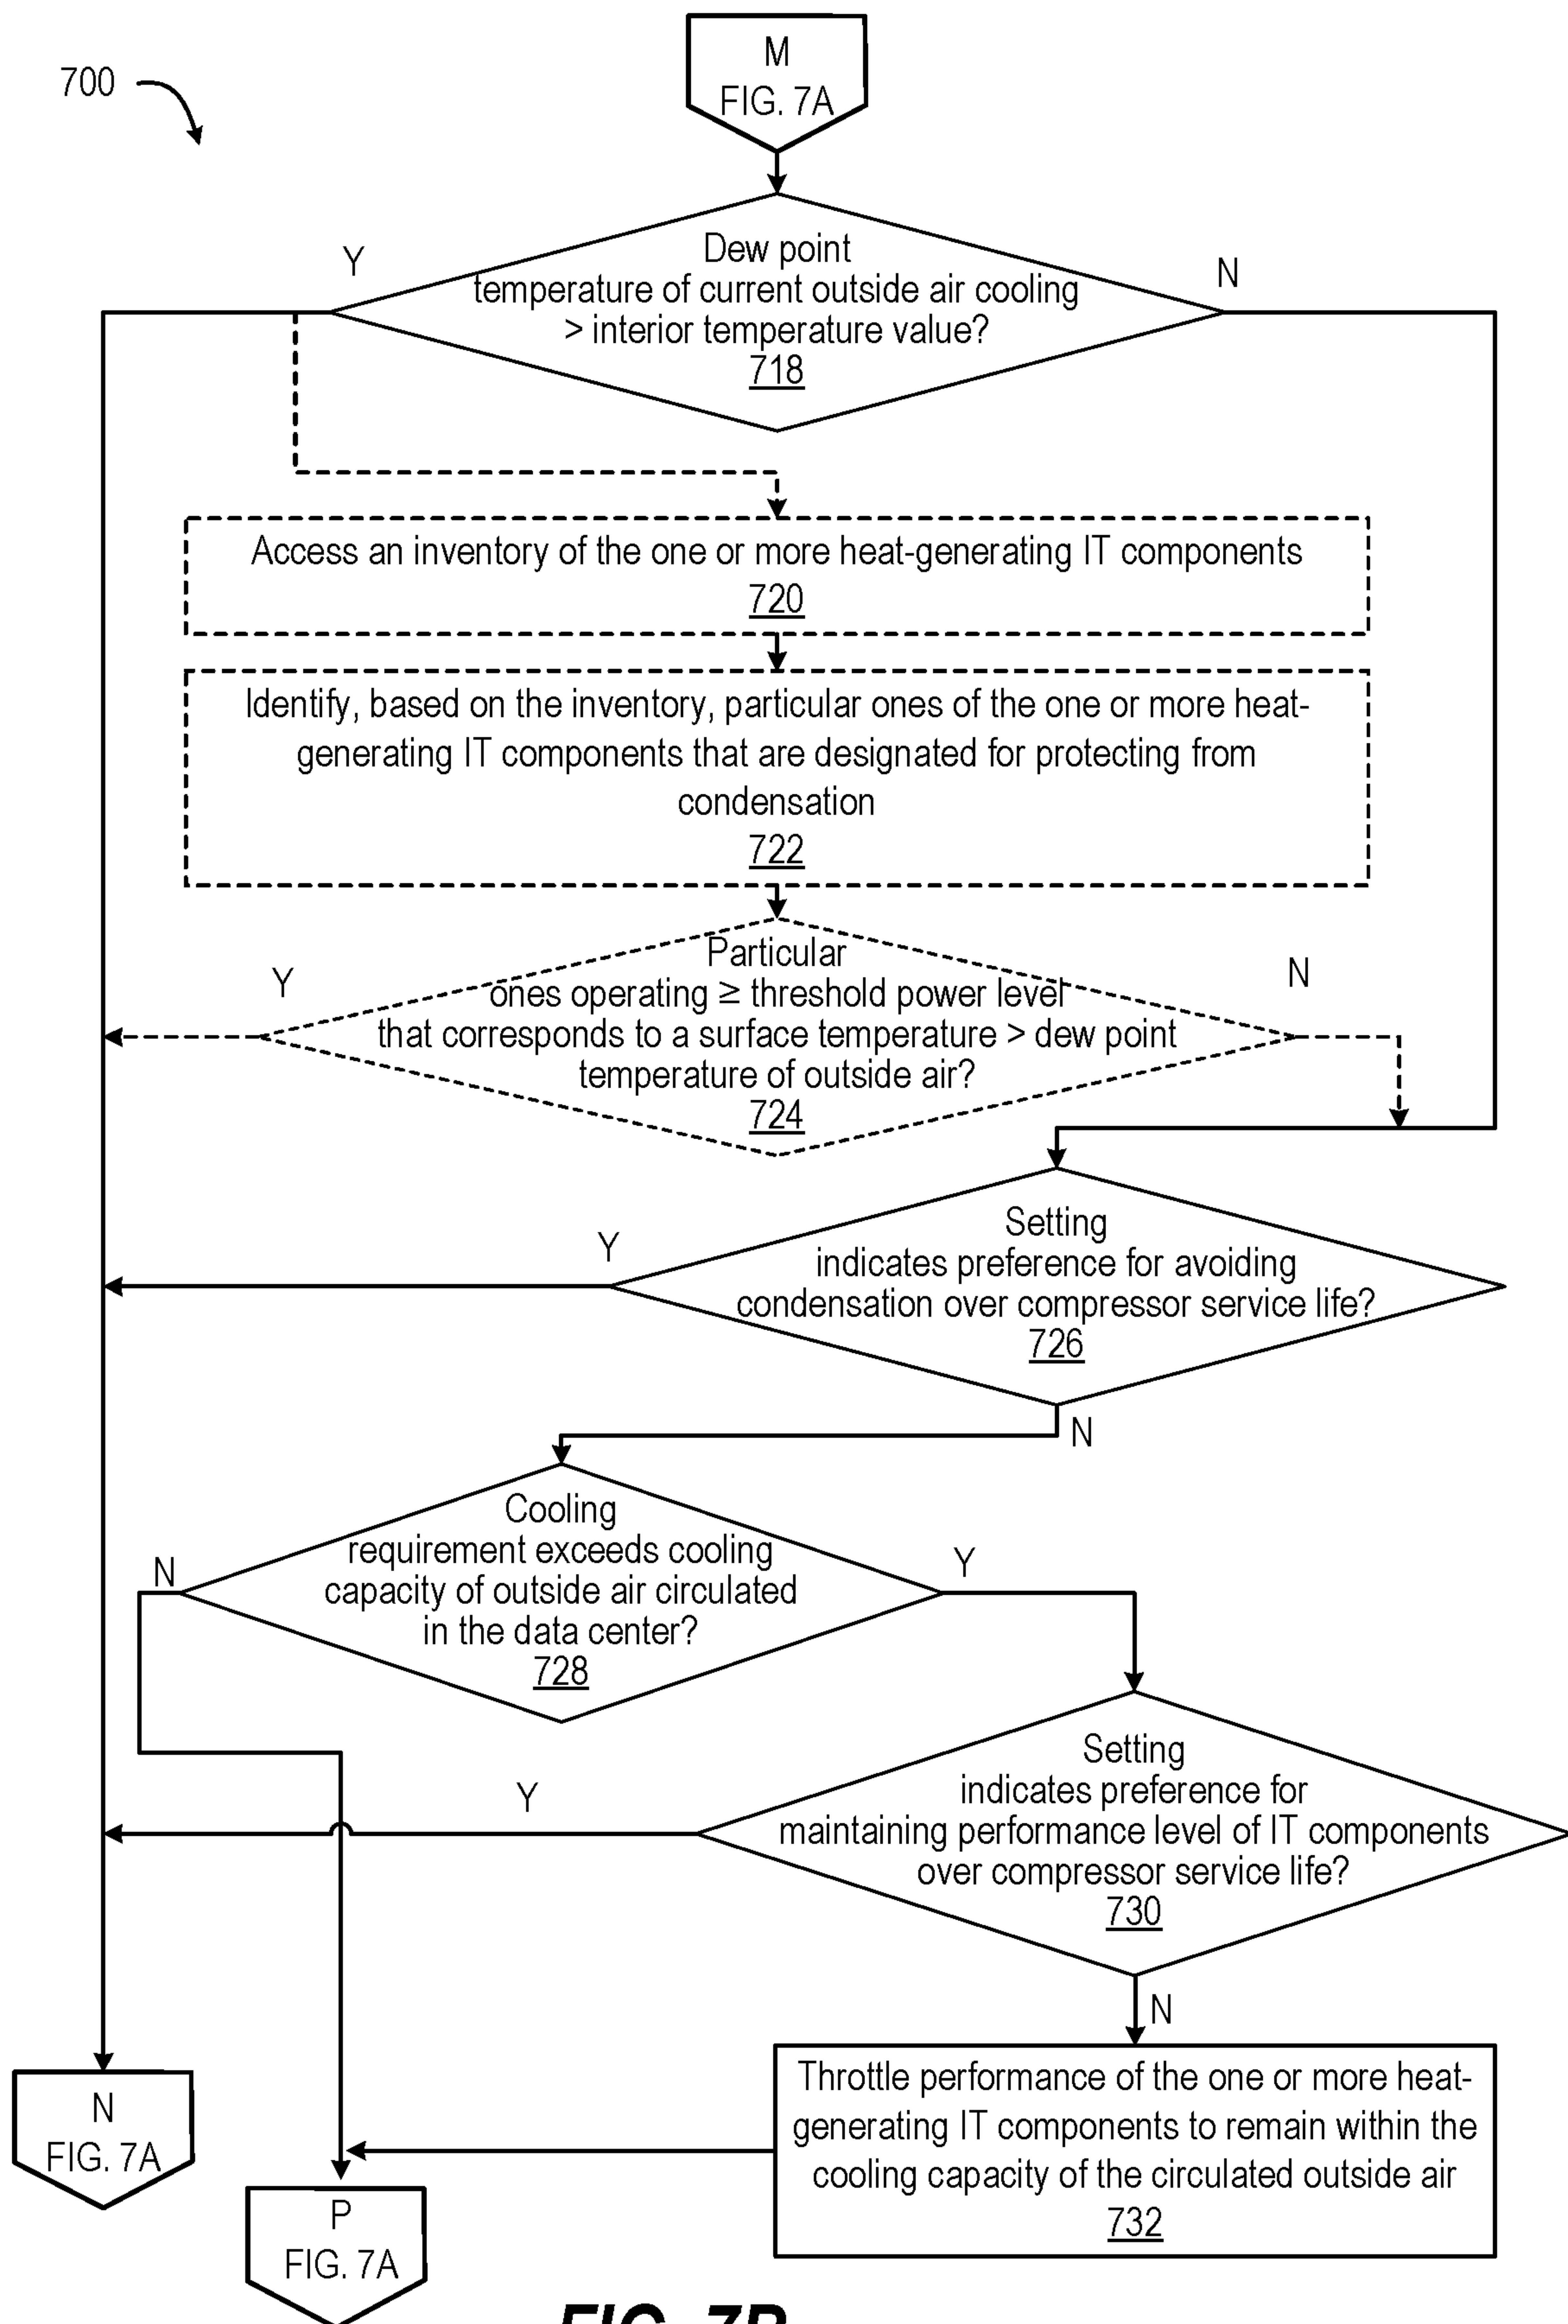 700
M
FIG. 7A
Dew point
temperature of current outside air cooling
> interior temperature value?
718
Y
N
Access an inventory of the one or more heat-generating IT components
720
Identify, based on the inventory, particular ones of the one or more heat-
generating IT components that are designated for protecting from
condensation
722
Particular
ones operating ≥ threshold power level
that corresponds to a surface temperature > dew point
temperature of outside air?
724
Y
N
Setting
indicates preference for avoiding
condensation over compressor service life?
726
Y
N
Cooling
requirement exceeds cooling
capacity of outside air circulated
in the data center?
728
N
Y
Setting
indicates preference for
maintaining performance level of IT components
over compressor service life?
730
Y
N
Throttle performance of the one or more heat-
generating IT components to remain within the
cooling capacity of the circulated outside air
732
N
FIG. 7A
P
FIG. 7A
FIG. 7B